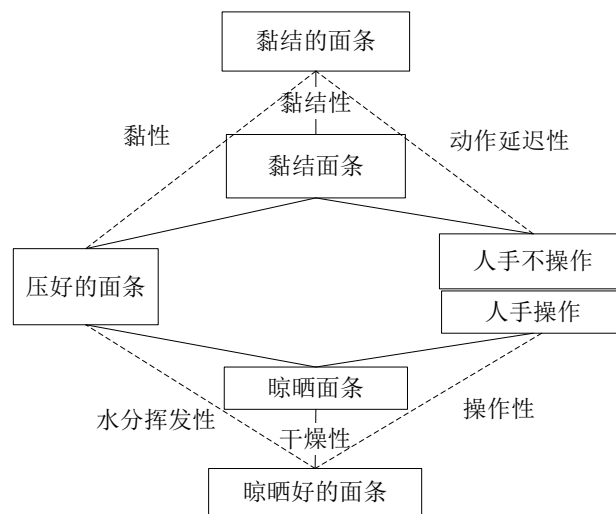 黏结的面条
黏结性
黏性
动作延迟性
黏结面条
压好的面条
人手不操作
人手操作
晾晒面条
水分挥发性
操作性
干燥性
晾晒好的面条